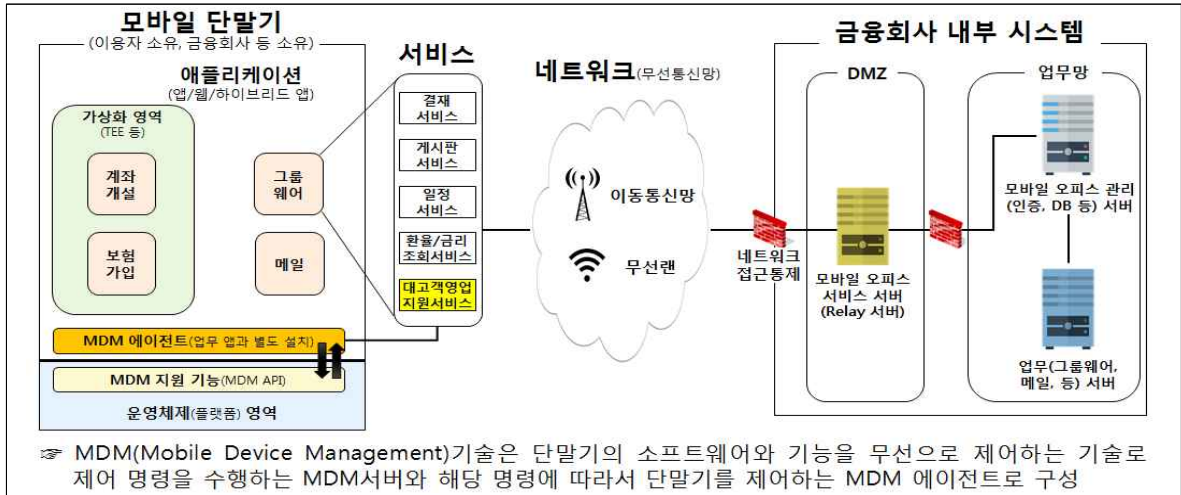 모바일 단말기
(이용자 소유, 금융회사 등 소유)
애플리케이션
(앱/웹/하이브리드 앱)
가상화 영역
(TEE 등)
계좌
개설
보험
가입
그룹
웨어
메일
MDM 에이전트(업무 앱과 별도 설치)
MDM 지원 기능(MDM API)
운영체제(플랫폼) 영역
서비스
결재
서비스
게시판
서비스
일정
서비스
환율/금리
조회서비스
대고객영업
지원서비스
네트워크(무선통신망)
이동통신망
무선랜
네트워크
접근통제
금융회사 내부 시스템
DMZ
모바일 오피스
서비스 서버
(Relay 서버)
업무망
모바일 오피스 관리
(인증, DB 등) 서버
업무(그룹웨어,
메일, 등) 서버
☞ MDM(Mobile Device Management)기술은 단말기의 소프트웨어와 기능을 무선으로 제어하는 기술로
제어 명령을 수행하는 MDM서버와 해당 명령에 따라서 단말기를 제어하는 MDM 에이전트로 구성